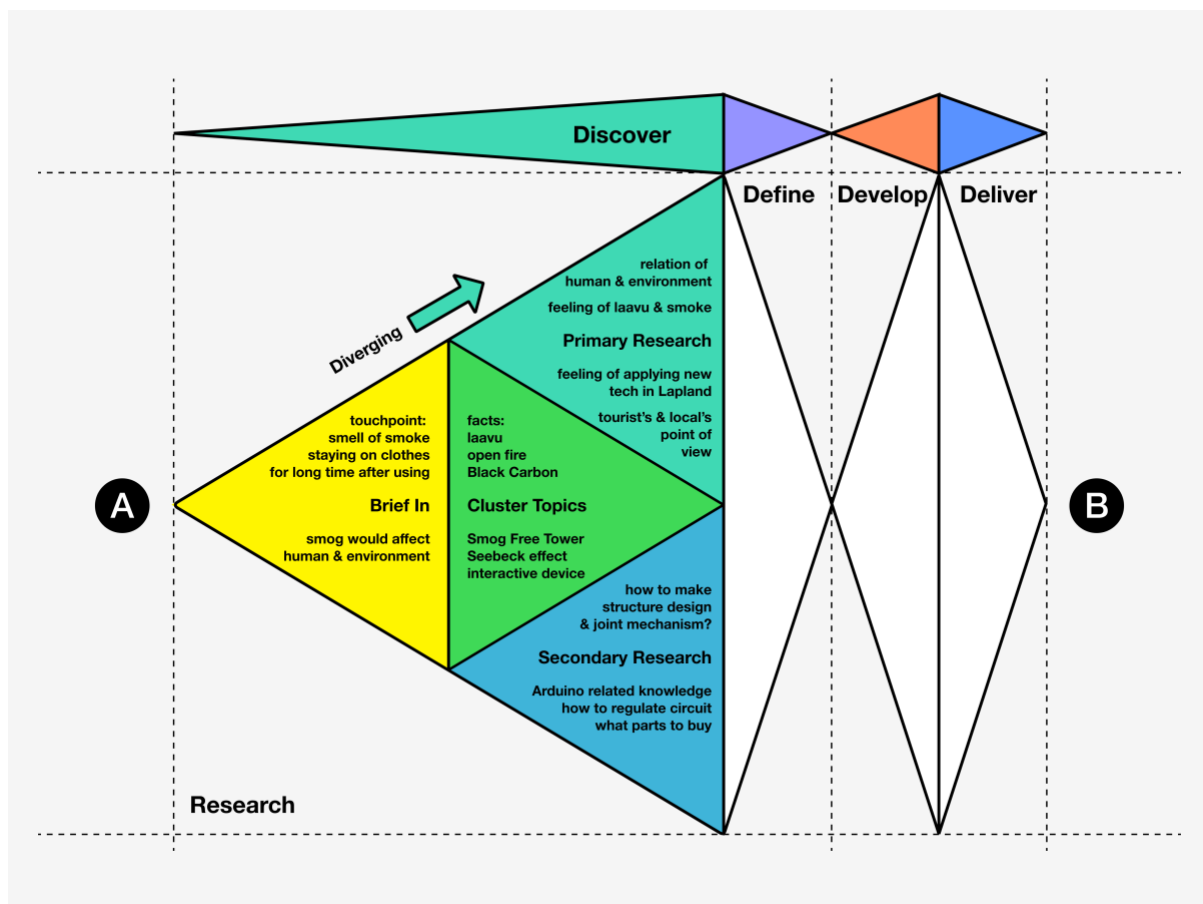 Discover
Define
Develop
Deliver
Diverging
relation of
human & environment
feeling of laavu & smoke
Primary Research
feeling of applying new
tech in Lapland
tourist's & local's
point of
view
A
touchpoint:
smell of smoke
staying on clothes
for long time after using
Brief In
smog would affect
human & environment
facts:
laavu
open fire
Black Carbon
Cluster Topics
Smog Free Tower
Seebeck effect
interactive device
how to make
structure design
& joint mechanism?
Secondary Research
Arduino related knowledge
how to regulate circuit
what parts to buy
B
Research